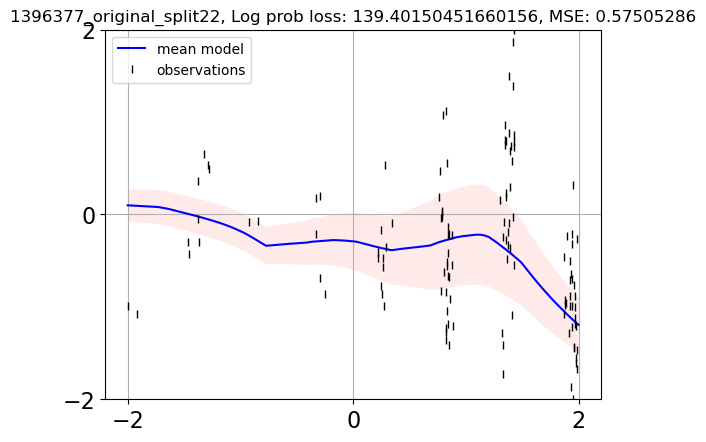 1396377_original_split22, Log prob loss: 139.40150451660156, MSE: 0.57505286
2
mean model
observations
0
−2
−2
0
2